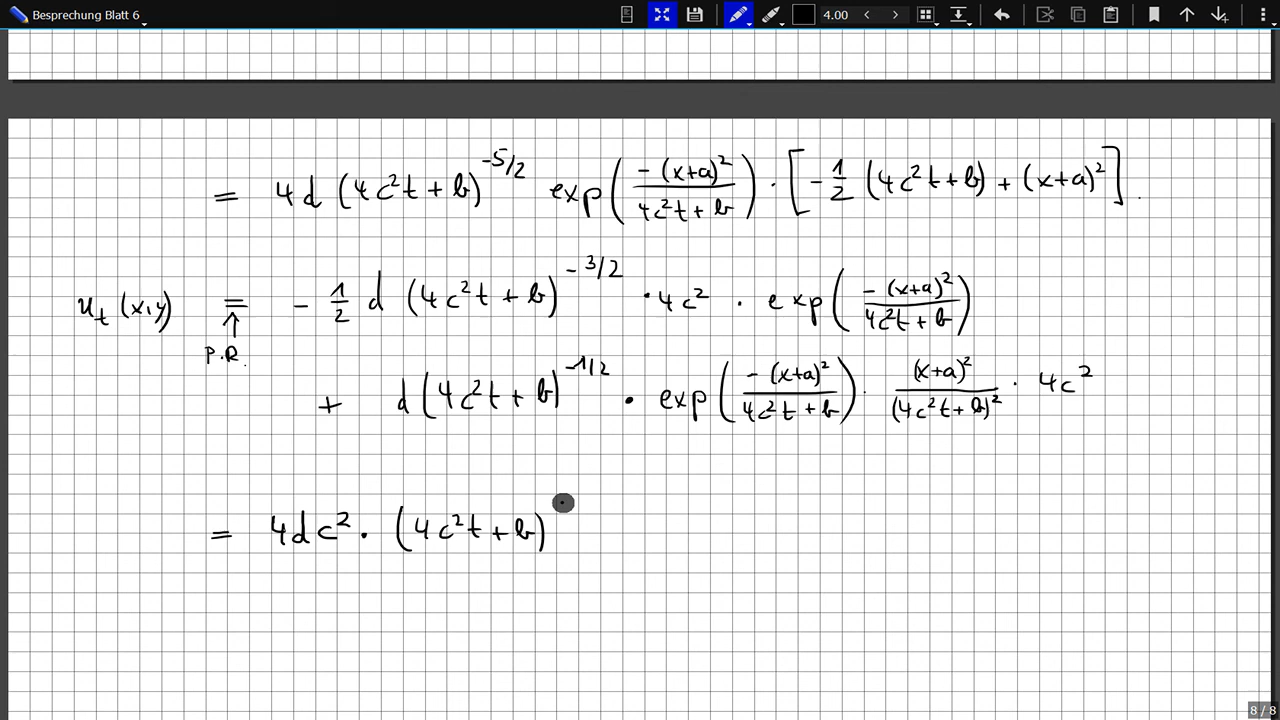 Besprechung Blatt 6
4.00
= 4d (4c²t + b)^{-5/2} exp( -(x+a)² / (4c²t + b) ) · [ -1/2 (4c²t + b) + (x+a)² ] .
u_t (x,y) = - 1/2 d (4c²t + b)^{-3/2} · 4c² · exp( -(x+a)² / (4c²t + b) )
P.R.
+ d (4c²t + b)^{-1/2} · exp( -(x+a)² / (4c²t + b) ) · (x+a)² / (4c²t + b)² · 4c²
= 4dc² · (4c²t + b)
8 / 8